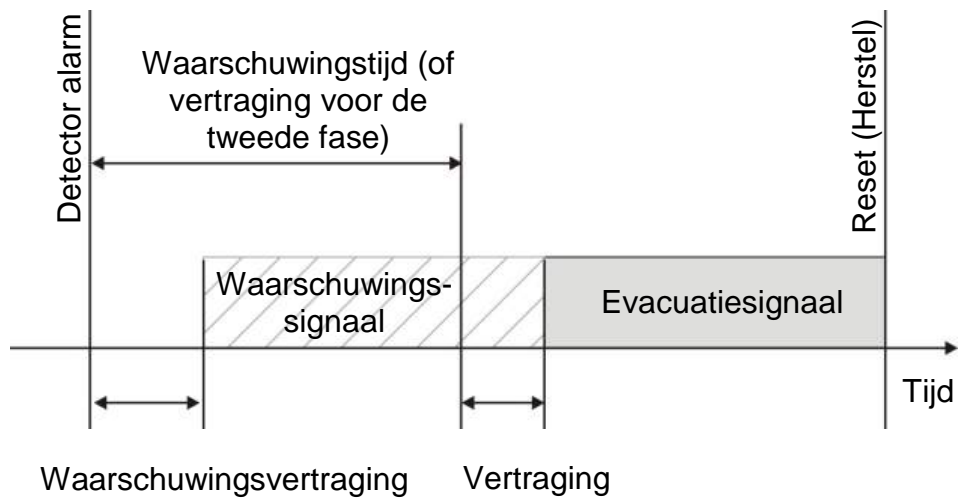 Detector alarm
Waarschuwingstijd (of
vertraging voor de
tweede fase)
Reset (Herstel)
Waarschuwings-
signaal
Evacuatiesignaal
Tijd
Waarschuwingsvertraging
Vertraging